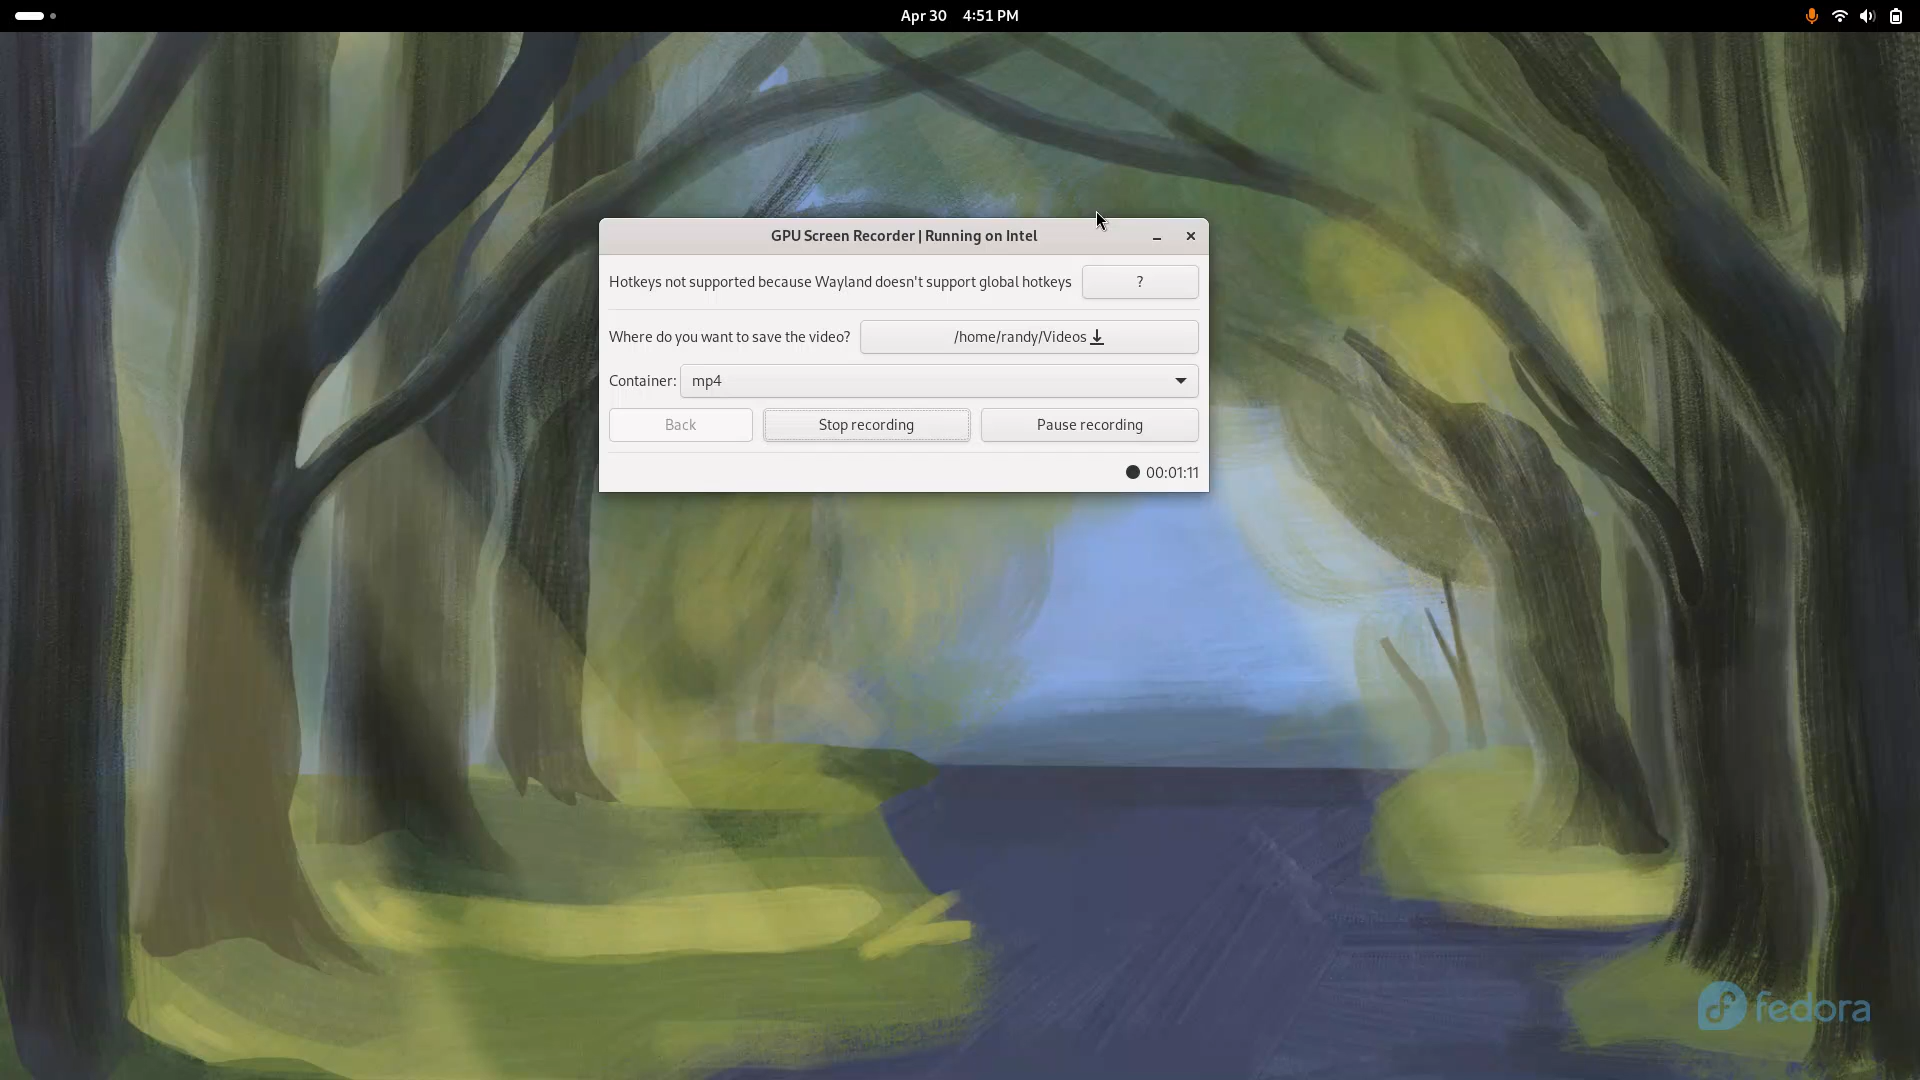 Apr 30 4:51 PM
GPU Screen Recorder | Running on Intel
Hotkeys not supported because Wayland doesn't support global hotkeys ?
Where do you want to save the video? /home/randy/Videos
Container: mp4
Back Stop recording Pause recording
00:01:11
fedora